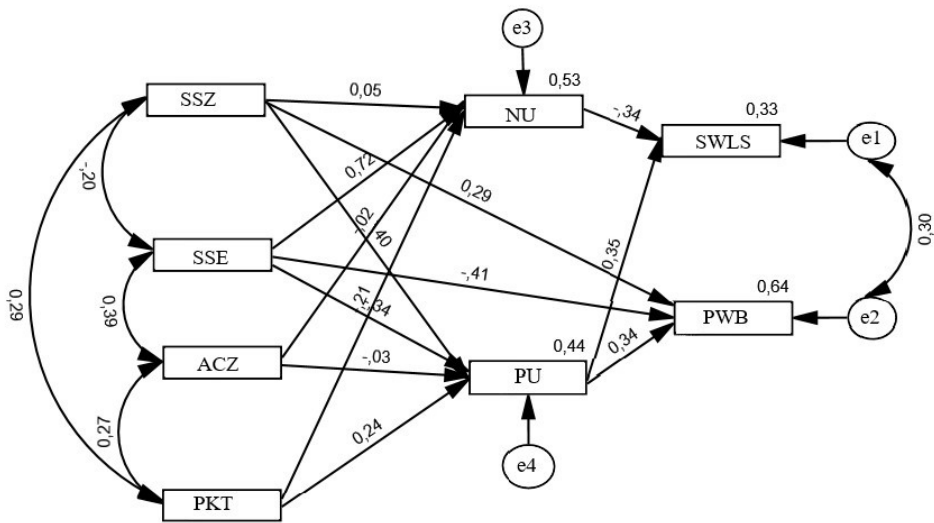 e3
0,53
SSZ
0,05
NU
-,34
0,33
SWLS
e1
-,20
0,72
0,29
0,30
-,02
,40
SSE
-,41
0,35
0,29
0,39
-,21
-,34
0,64
PWB
e2
ACZ
-,03
0,44
PU
0,34
0,27
0,24
e4
PKT